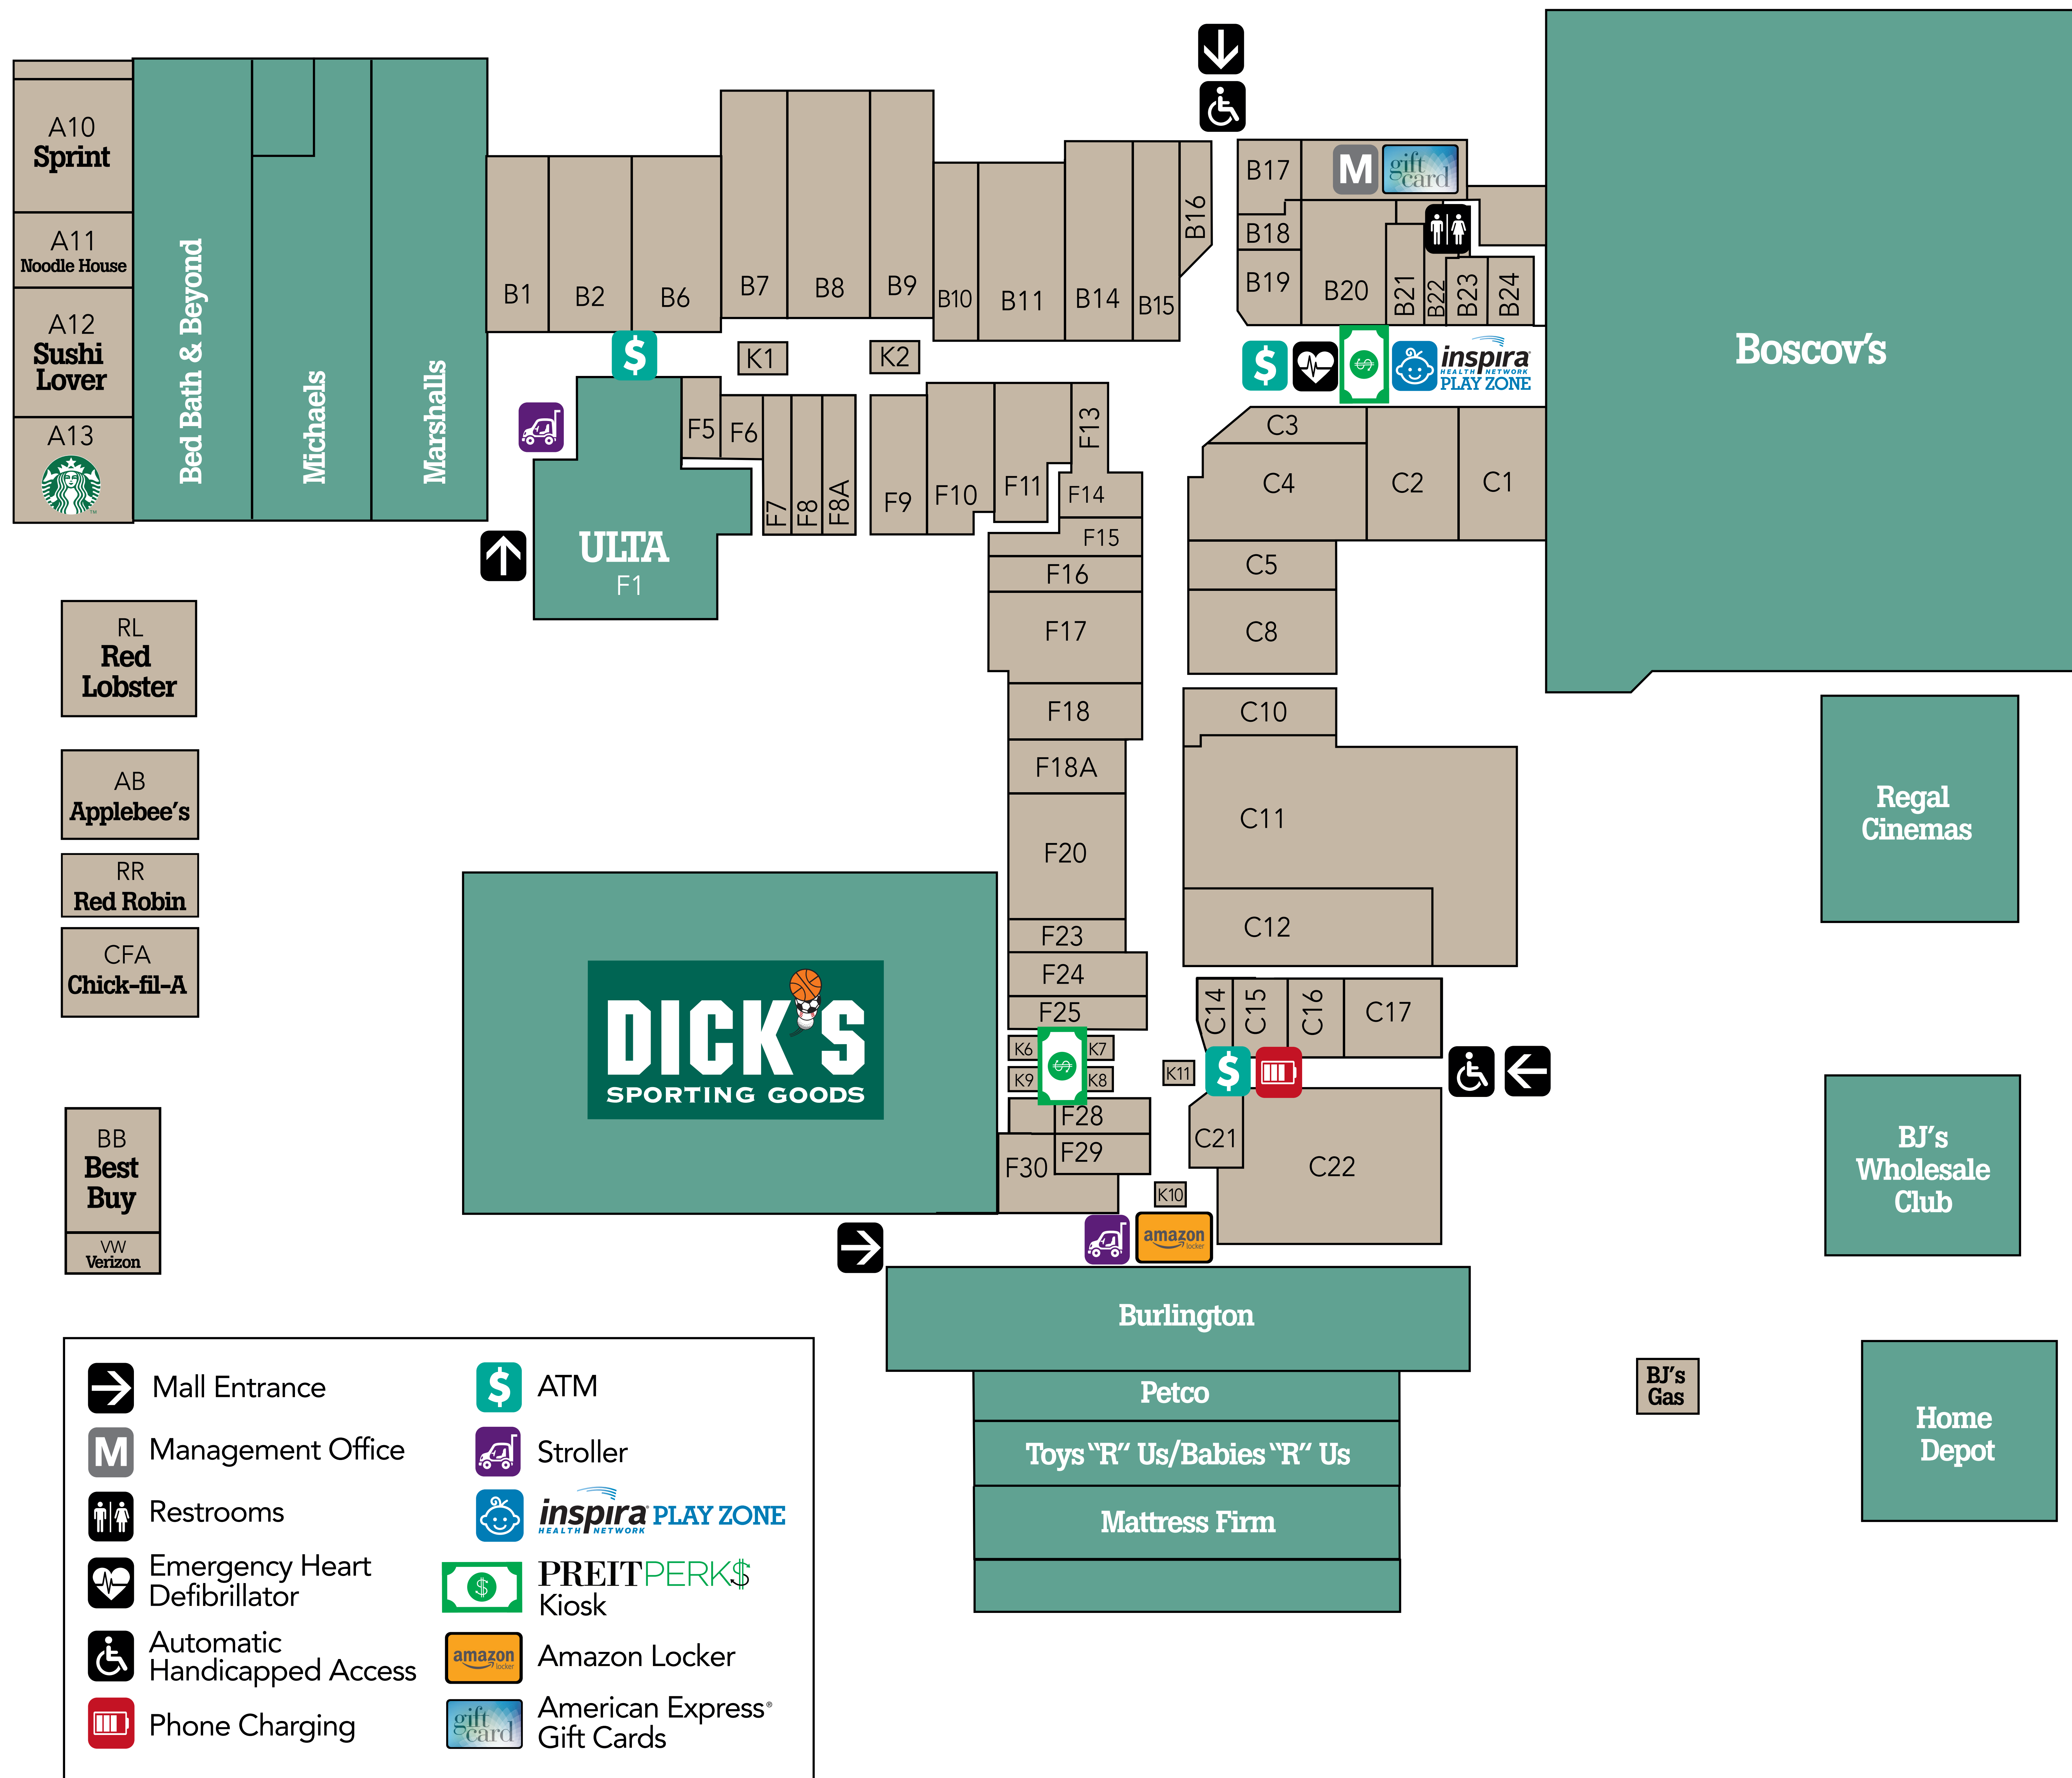 A10
Sprint
A11
Noodle House
A12
Sushi
Lover
A13
TM
Bed Bath & Beyond
Michaels
Marshalls
B1
B2
B6
B7
B8
B9
B10
B11
B14
B15
B16
B17
B18
B19
B20
B21
B22
B23
B24
M
gift
card
$
K1
K2
$
$
inspira®
HEALTH NETWORK
PLAY ZONE
Boscov's
ULTA
F1
F5
F6
F7
F8
F8A
F9
F10
F11
F13
F14
F15
F16
F17
F18
F18A
F20
F23
F24
F25
C3
C4
C2
C1
C5
C8
C10
C11
C12
C14
C15
C16
C17
RL
Red
Lobster
AB
Applebee's
RR
Red Robin
CFA
Chick-fil-A
BB
Best
Buy
VW
Verizon
DICK'S
SPORTING GOODS
K6
K7
K9
K8
$
K11
$
F28
F29
F30
C21
C22
K10
amazon
locker
Regal
Cinemas
BJ's
Wholesale
Club
BJ's
Gas
Home
Depot
Burlington
Petco
Toys "R" Us/Babies "R" Us
Mattress Firm
Mall Entrance
M
Management Office
Restrooms
Emergency Heart
Defibrillator
Automatic
Handicapped Access
Phone Charging
$
ATM
Stroller
inspira®
HEALTH NETWORK
PLAY ZONE
$
PREIT PERK$
Kiosk
amazon
locker
Amazon Locker
gift
card
American Express®
Gift Cards